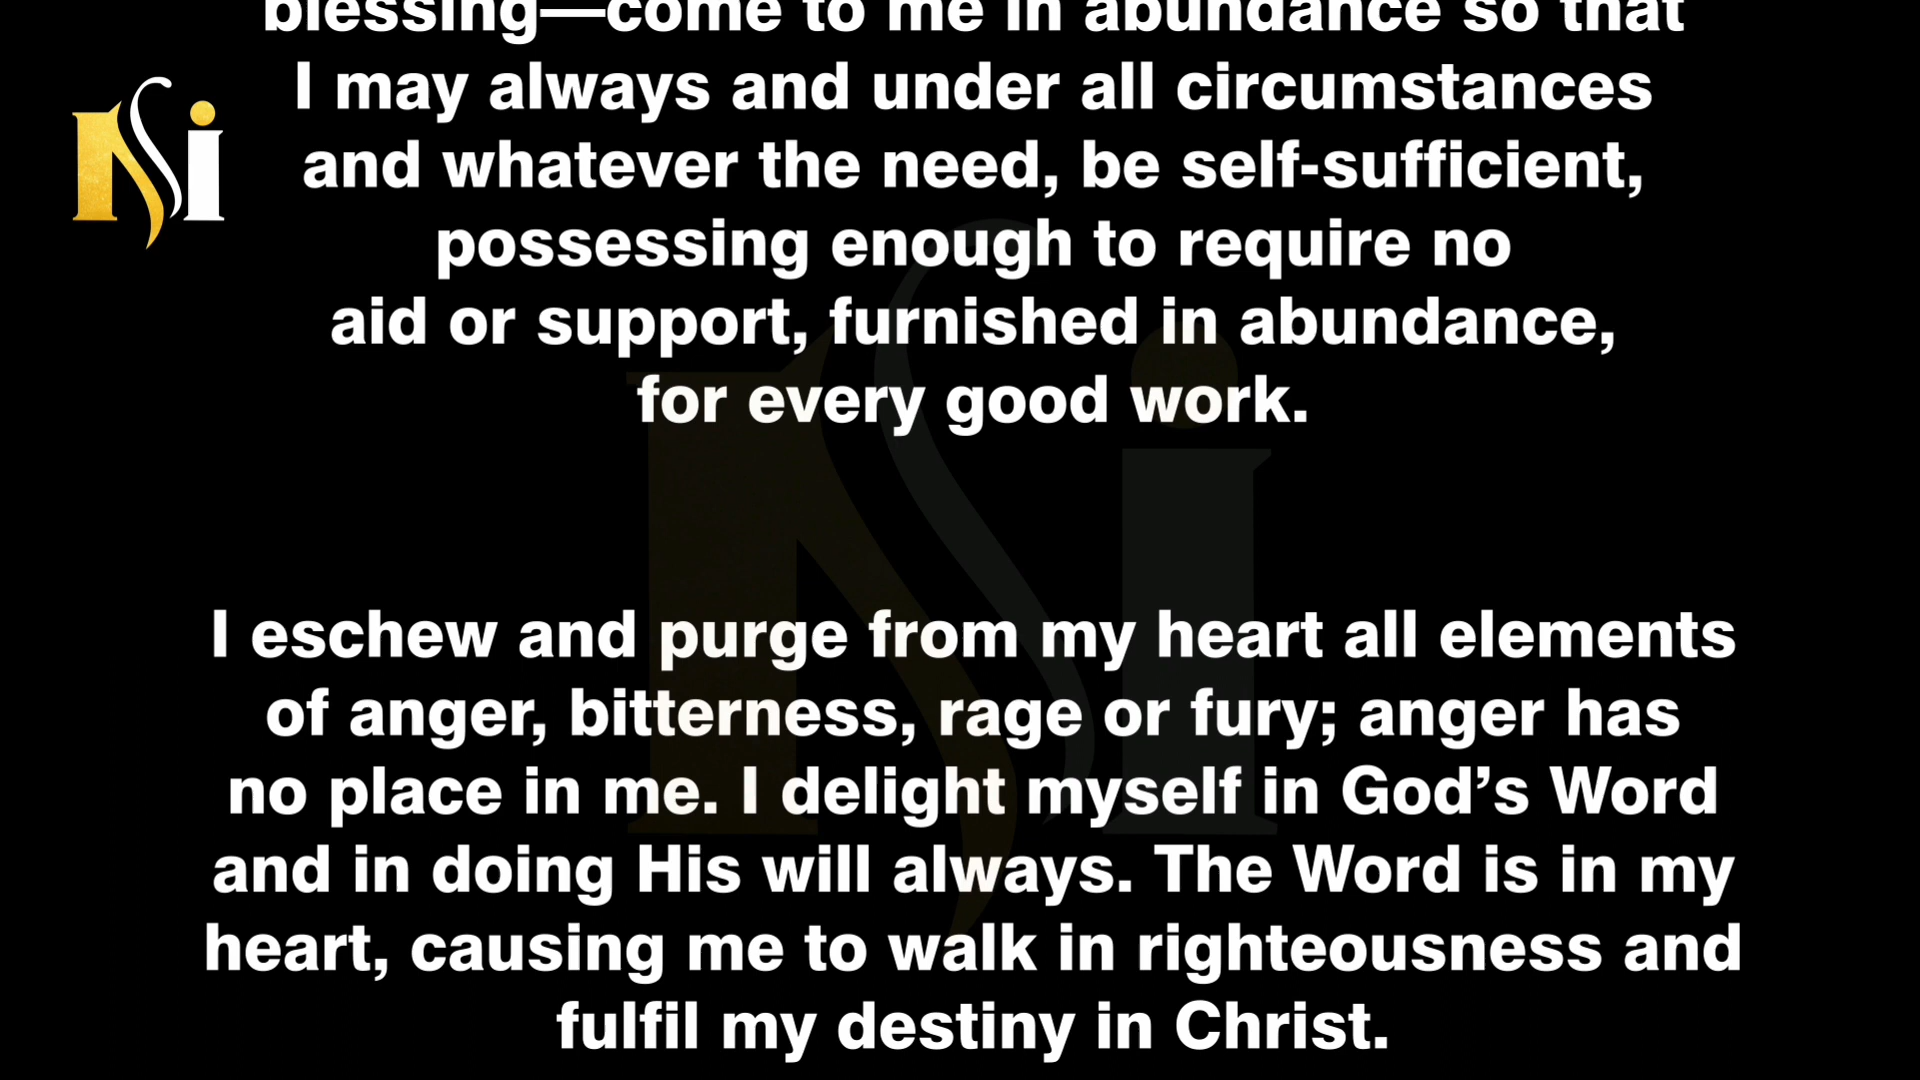 blessing—come to me in abundance so that
I may always and under all circumstances
and whatever the need, be self-sufficient,
possessing enough to require no
aid or support, furnished in abundance,
for every good work.
I eschew and purge from my heart all elements
of anger, bitterness, rage or fury; anger has
no place in me. I delight myself in God’s Word
and in doing His will always. The Word is in my
heart, causing me to walk in righteousness and
fulfil my destiny in Christ.